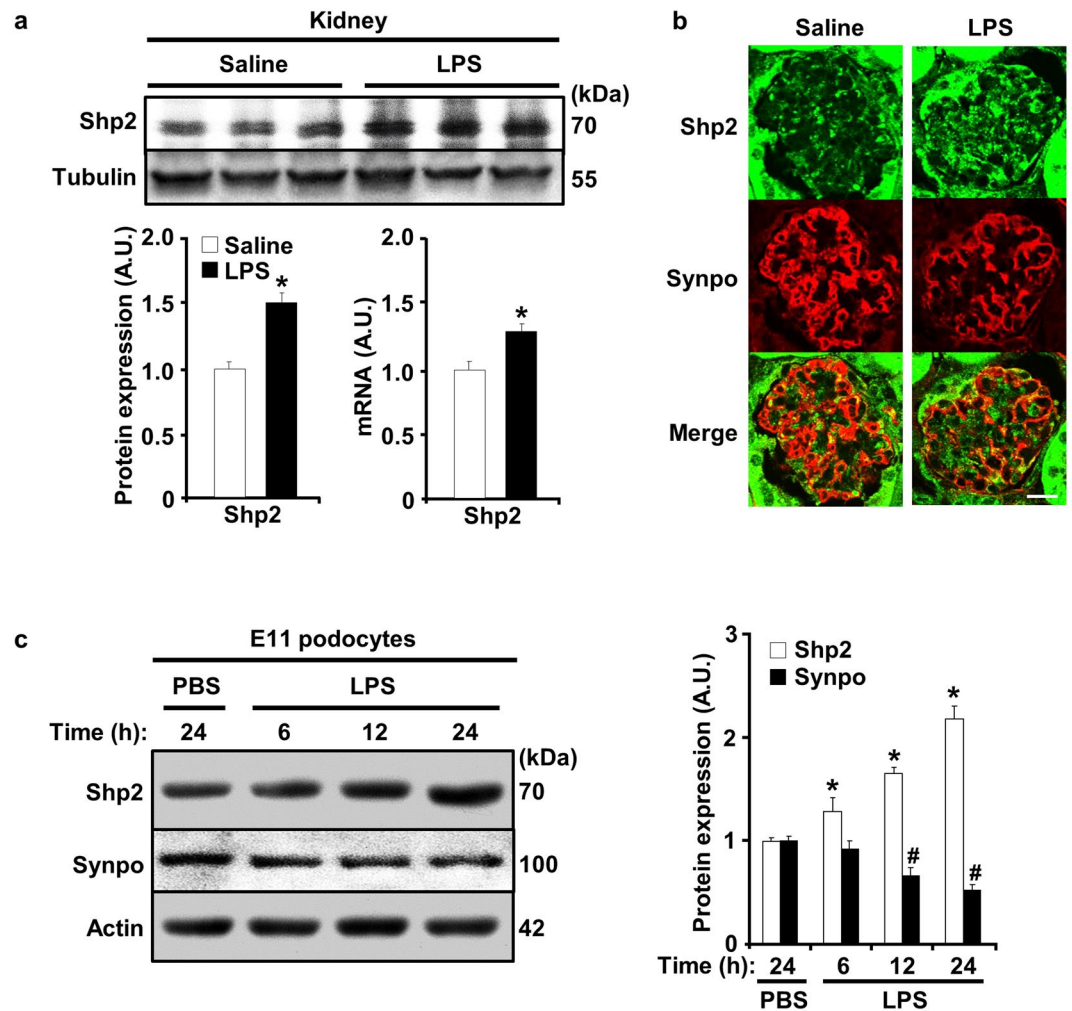 a
Kidney
Saline LPS
(kDa)
Shp2 70
Tubulin 55
Protein expression (A.U.)
2.0
1.5
1.0
0.5
0
Saline
LPS
*
Shp2
mRNA (A.U.)
2.0
1.5
1.0
0.5
0
*
Shp2
b
Saline LPS
Shp2
Synpo
Merge
c
E11 podocytes
PBS LPS
Time (h): 24 6 12 24
(kDa)
Shp2 70
Synpo 100
Actin 42
Protein expression (A.U.)
3
2
1
0
Shp2
Synpo
* * # * #
Time (h): 24 6 12 24
PBS LPS